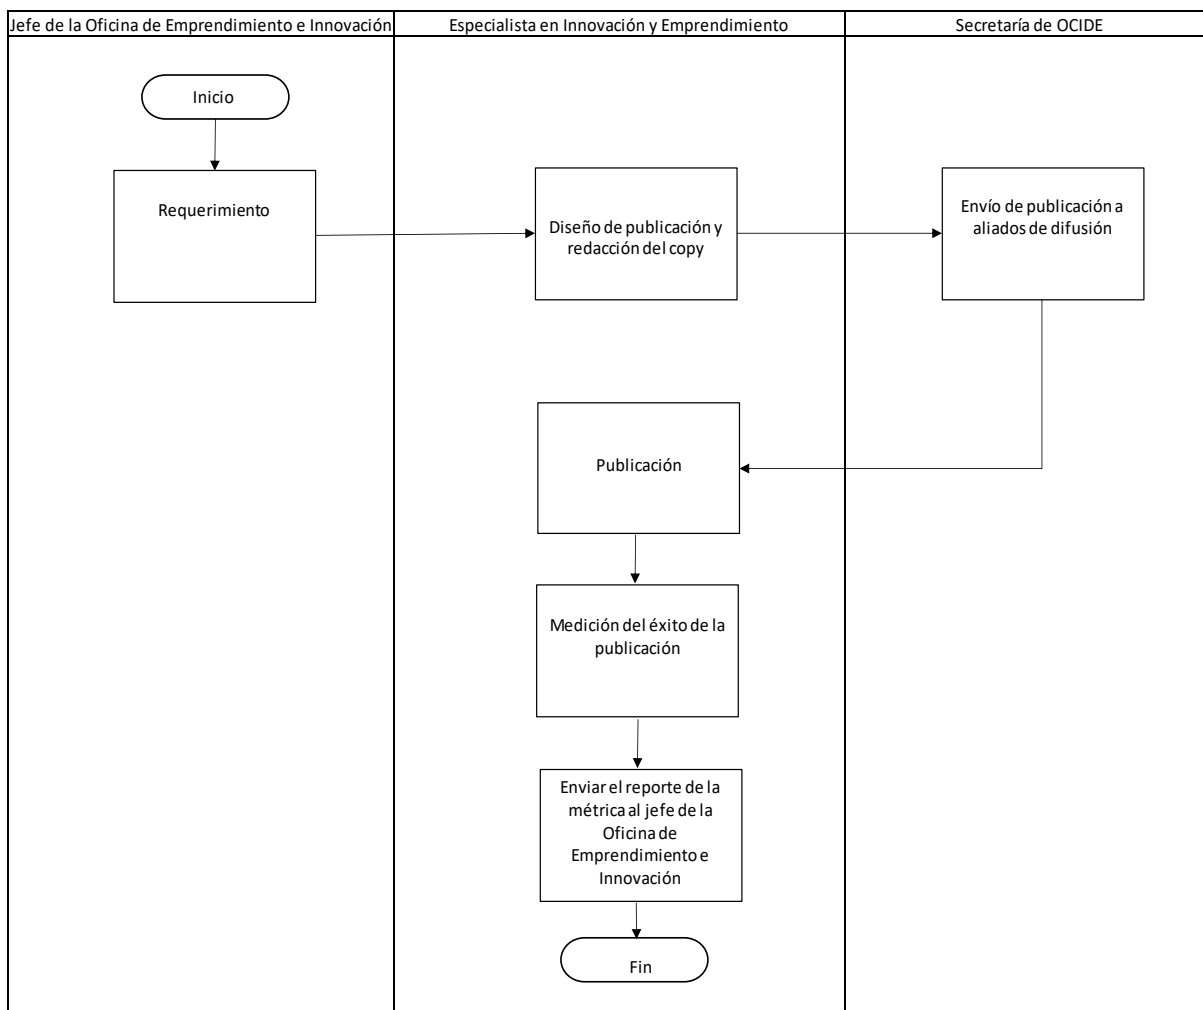 Jefe de la Oficina de Emprendimiento e Innovación
Especialista en Innovación y Emprendimiento
Secretaría de OCIDE
Inicio
Requerimiento
Diseño de publicación y
redacción del copy
Envío de publicación a
aliados de difusión
Publicación
Medición del éxito de la
publicación
Enviar el reporte de la
métrica al jefe de la
Oficina de
Emprendimiento e
Innovación
Fin